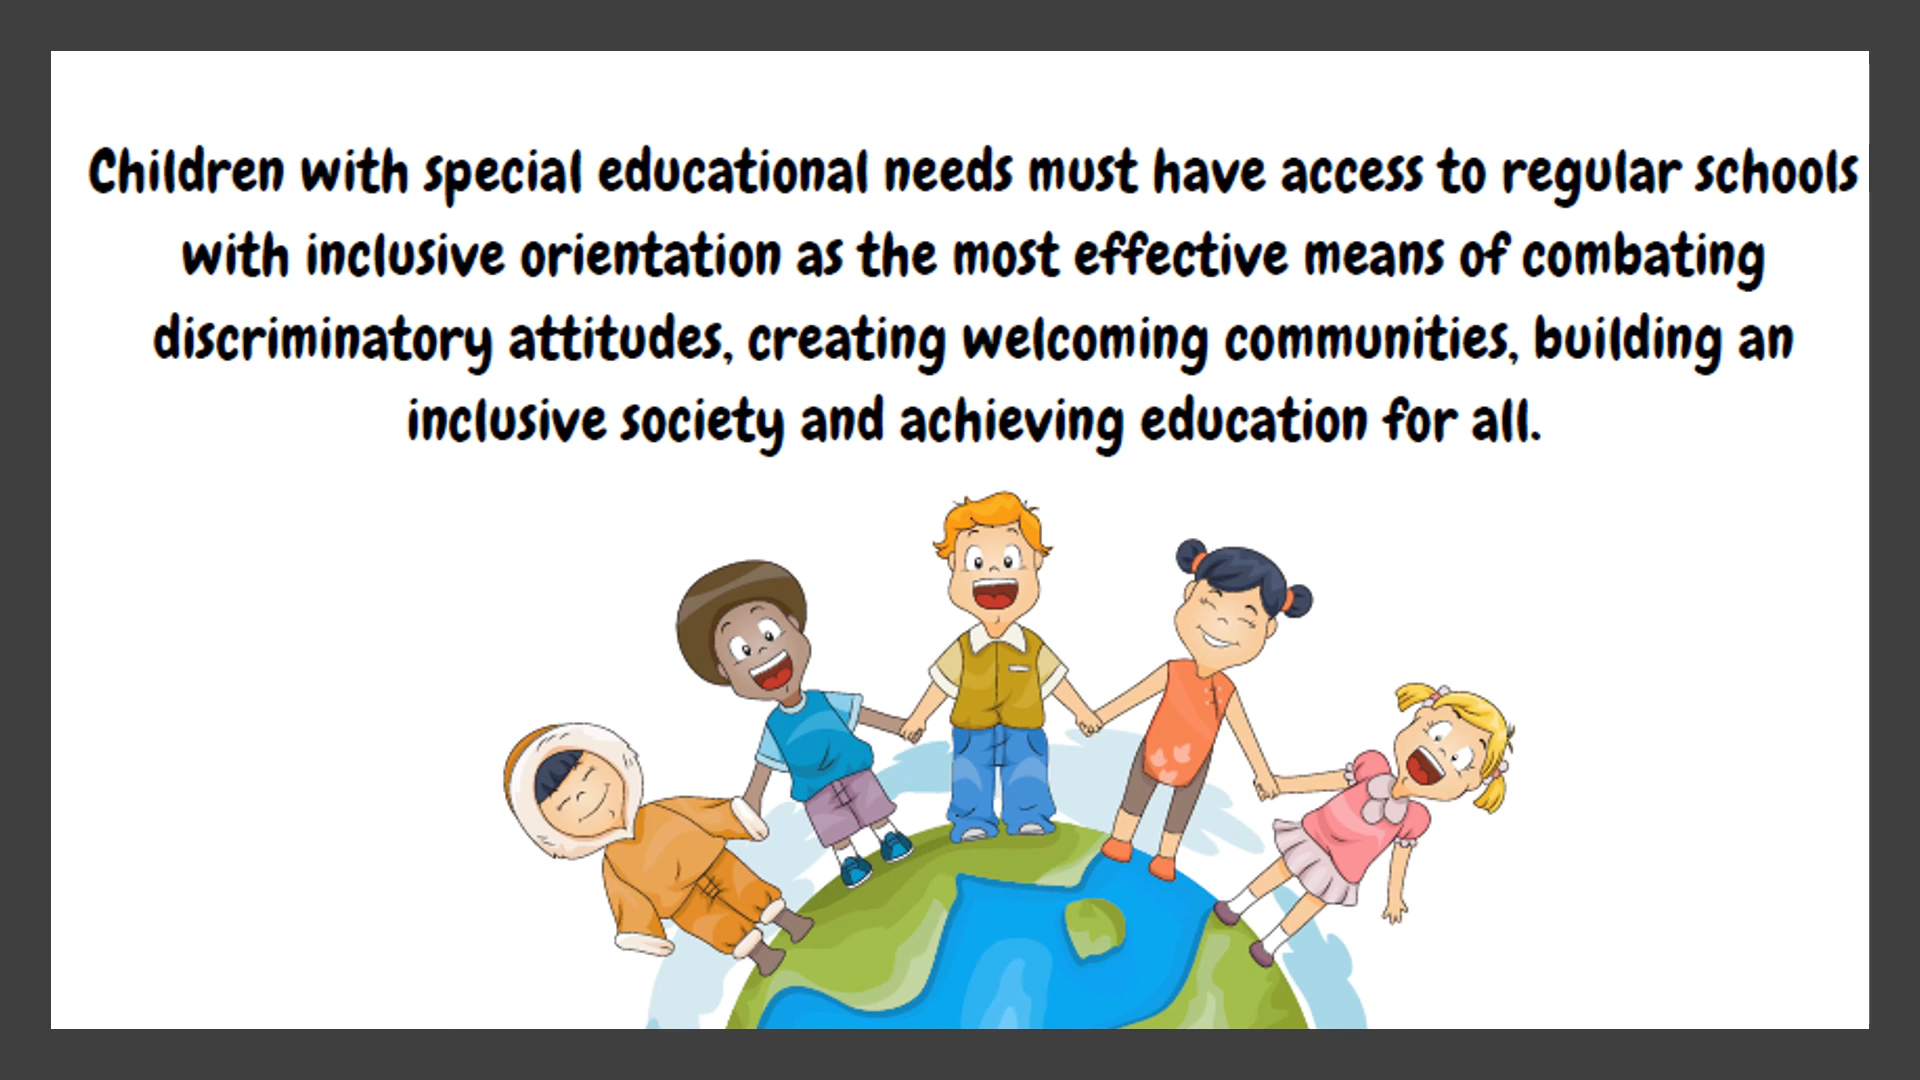 Children with special educational needs must have access to regular schools
with inclusive orientation as the most effective means of combating
discriminatory attitudes, creating welcoming communities, building an
inclusive society and achieving education for all.